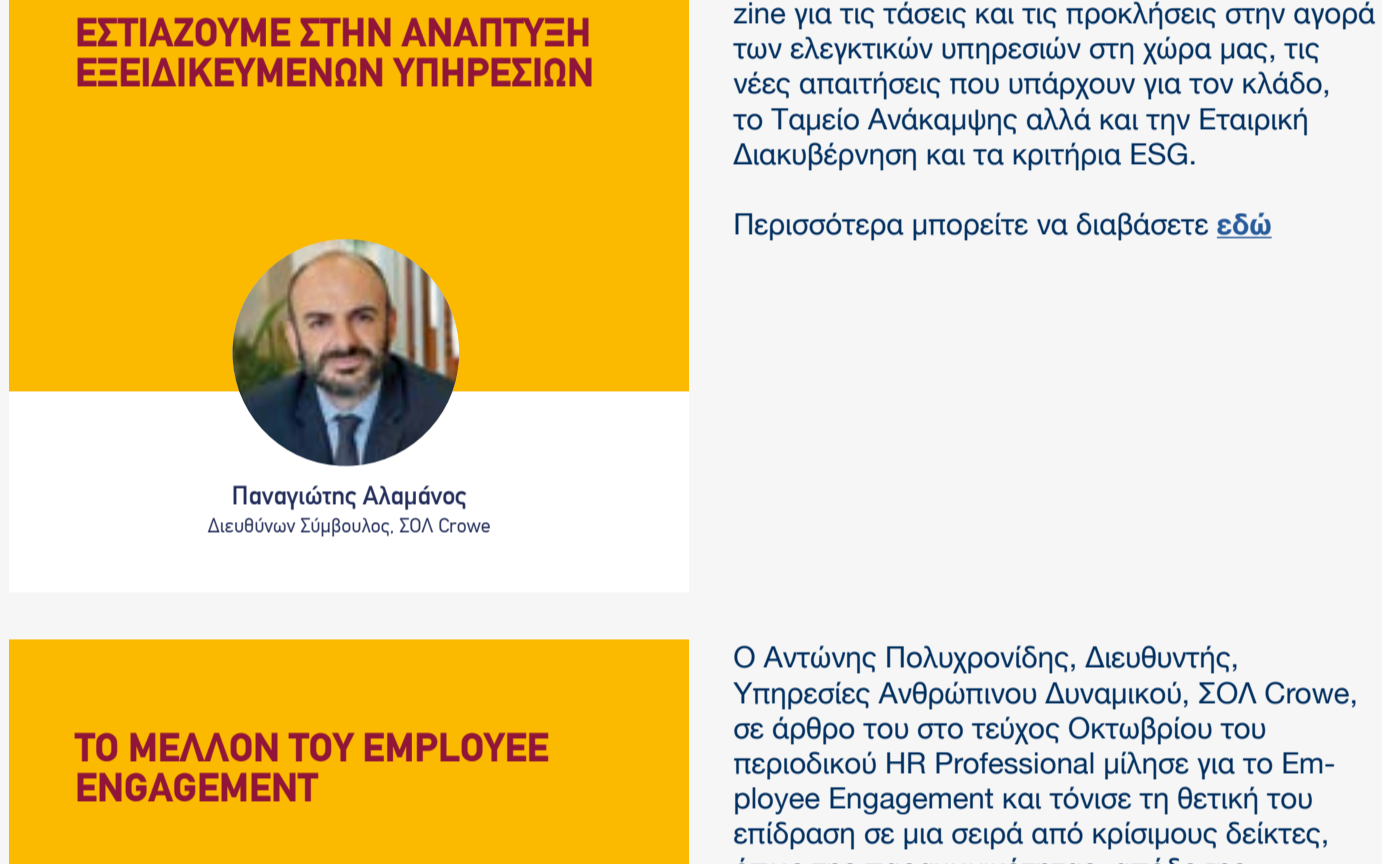 ΕΣΤΙΑΖΟΥΜΕ ΣΤΗΝ ΑΝΑΠΤΥΞΗ
ΕΞΕΙΔΙΚΕΥΜΕΝΩΝ ΥΠΗΡΕΣΙΩΝ
Παναγιώτης Αλαμάνος
Διευθύνων Σύμβουλος, ΣΟΛ Crowe
zine για τις τάσεις και τις προκλήσεις στην αγορά
των ελεγκτικών υπηρεσιών στη χώρα μας, τις
νέες απαιτήσεις που υπάρχουν για τον κλάδο,
το Ταμείο Ανάκαμψης αλλά και την Εταιρική
Διακυβέρνηση και τα κριτήρια ESG.
Περισσότερα μπορείτε να διαβάσετε εδώ
ΤΟ ΜΕΛΛΟΝ ΤΟΥ EMPLOYEE
ENGAGEMENT
Ο Αντώνης Πολυχρονίδης, Διευθυντής,
Υπηρεσίες Ανθρώπινου Δυναμικού, ΣΟΛ Crowe,
σε άρθρο του στο τεύχος Οκτωβρίου του
περιοδικού HR Professional μίλησε για το Em-
ployee Engagement και τόνισε τη θετική του
επίδραση σε μια σειρά από κρίσιμους δείκτες,